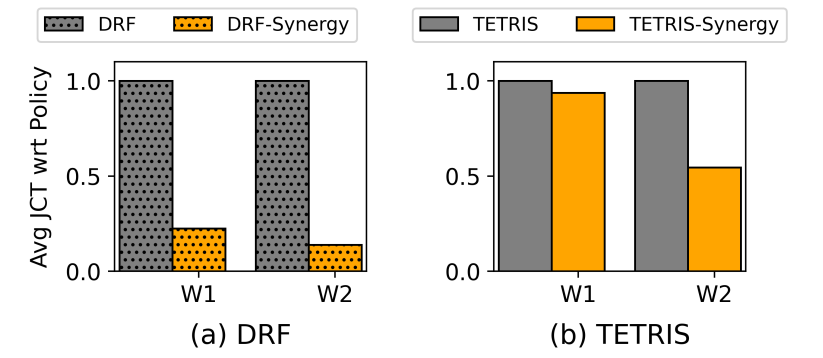 DRF DRF-Synergy
TETRIS TETRIS-Synergy
Avg JCT wrt Policy
1.0
0.5
0.0
W1 W2
(a) DRF
1.0
0.5
0.0
W1 W2
(b) TETRIS